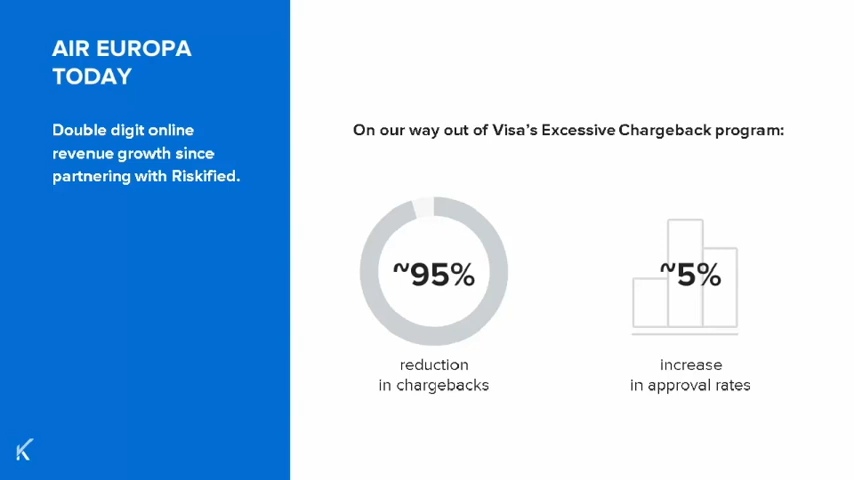 AIR EUROPA
TODAY
Double digit online
revenue growth since
partnering with Riskified.
On our way out of Visa's Excessive Chargeback program:
~95%
reduction
in chargebacks
~5%
increase
in approval rates